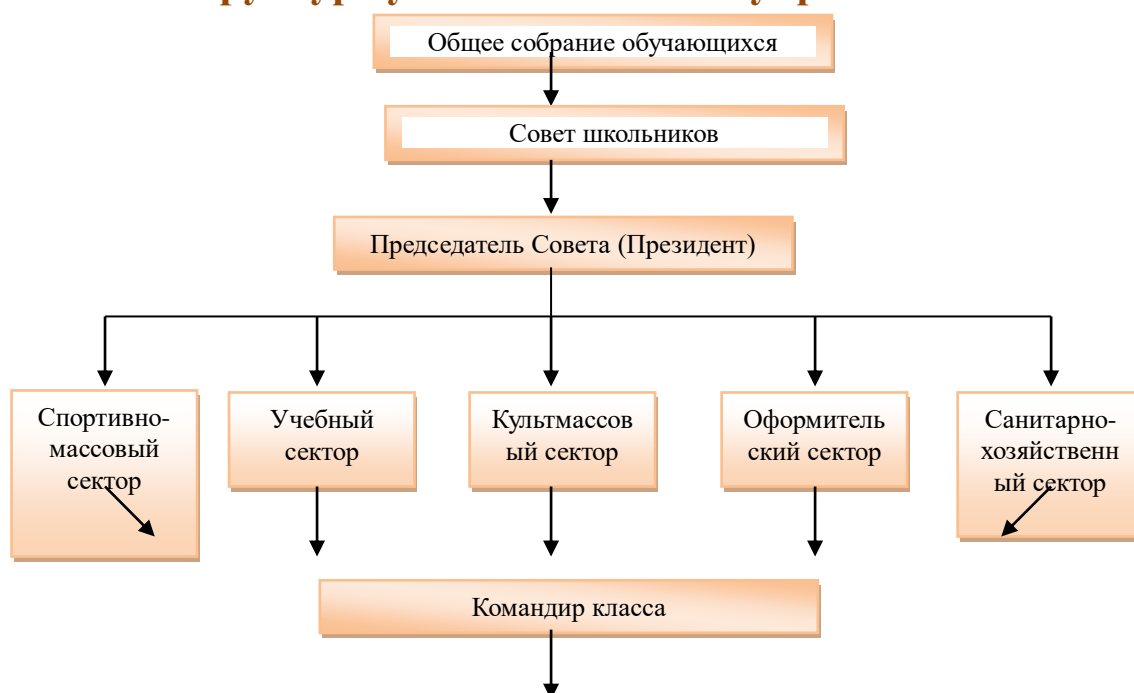 Общее собрание обучающихся
Совет школьников
Председатель Совета (Президент)
Спортивно-
массовый
сектор
Учебный
сектор
Культмассов
ый сектор
Оформитель
ский сектор
Санитарно-
хозяйственн
ый сектор
Командир класса